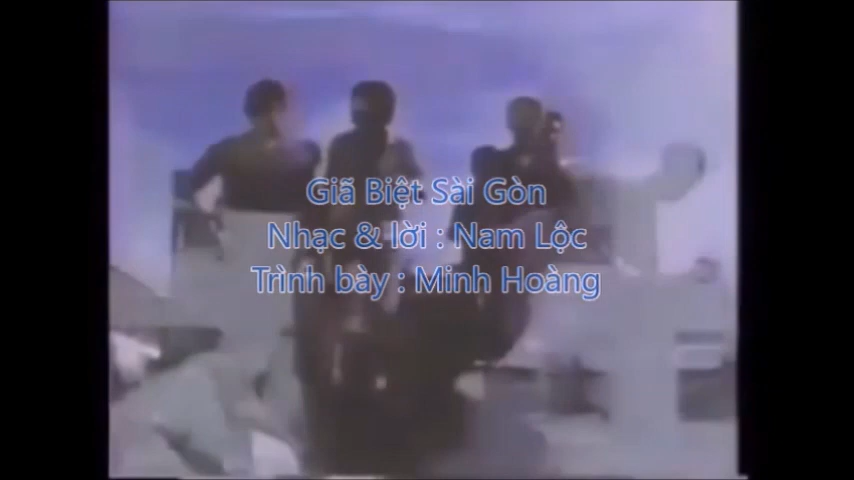 Giã Biệt Sài Gòn
Nhạc & lời : Nam Lộc
Trình bày : Minh Hoàng